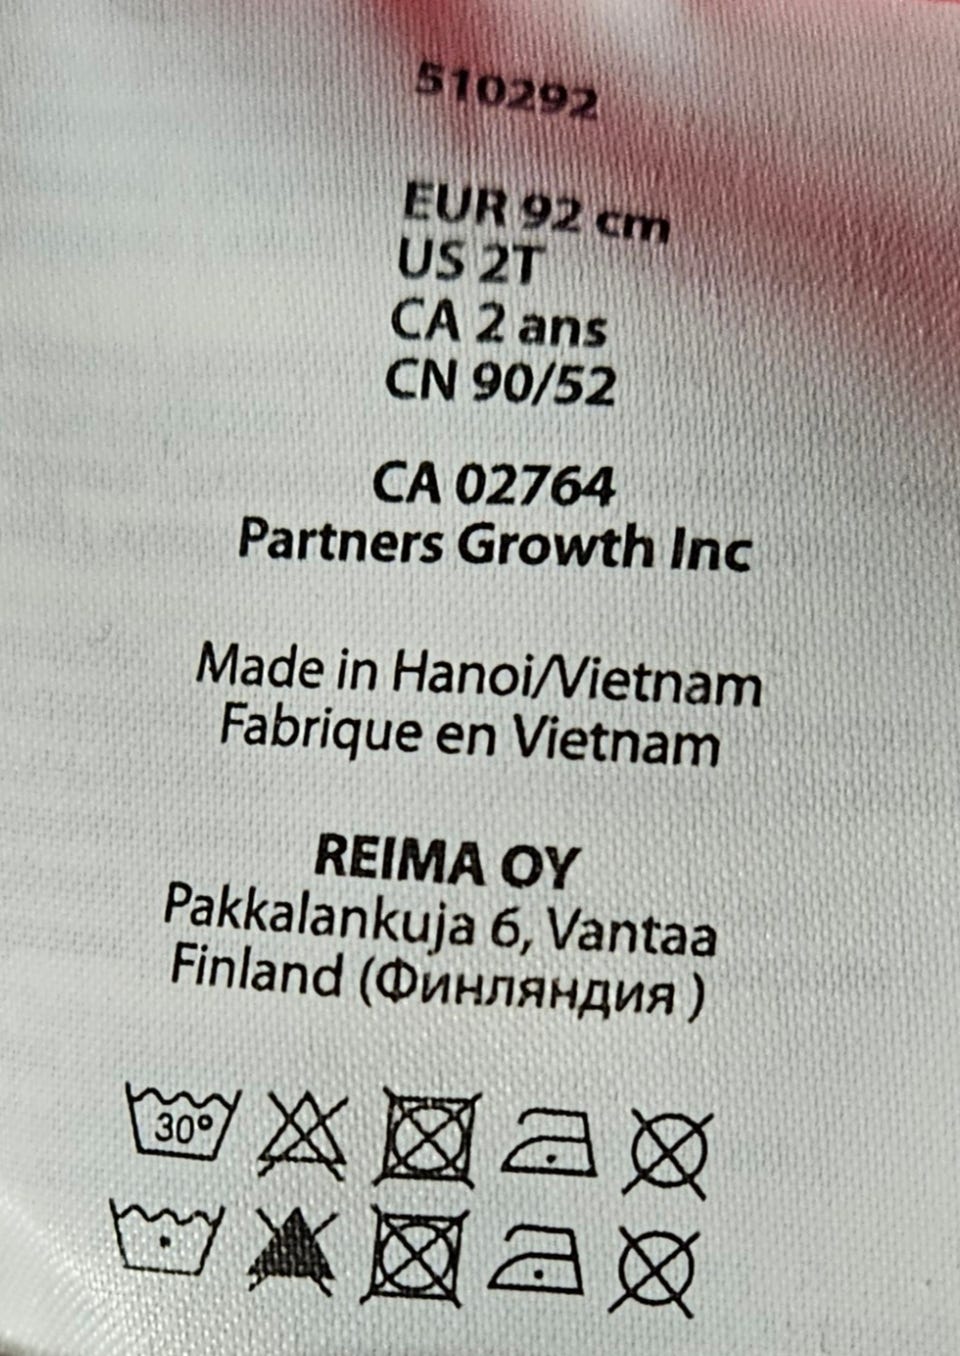 510292
EUR 92 cm
US 2T
CA 2 ans
CN 90/52
CA 02764
Partners Growth Inc
Made in Hanoi/Vietnam
Fabrique en Vietnam
REIMA OY
Pakkalankuja 6, Vantaa
Finland (Финляндия )
30°